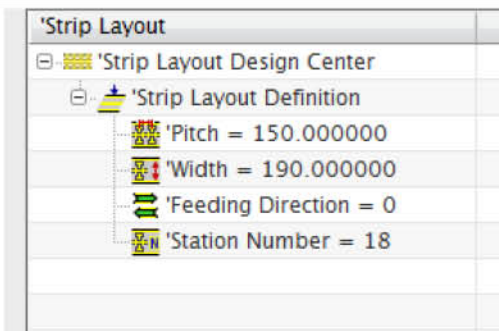 'Strip Layout
'Strip Layout Design Center
'Strip Layout Definition
'Pitch = 150.000000
'Width = 190.000000
'Feeding Direction = 0
'Station Number = 18